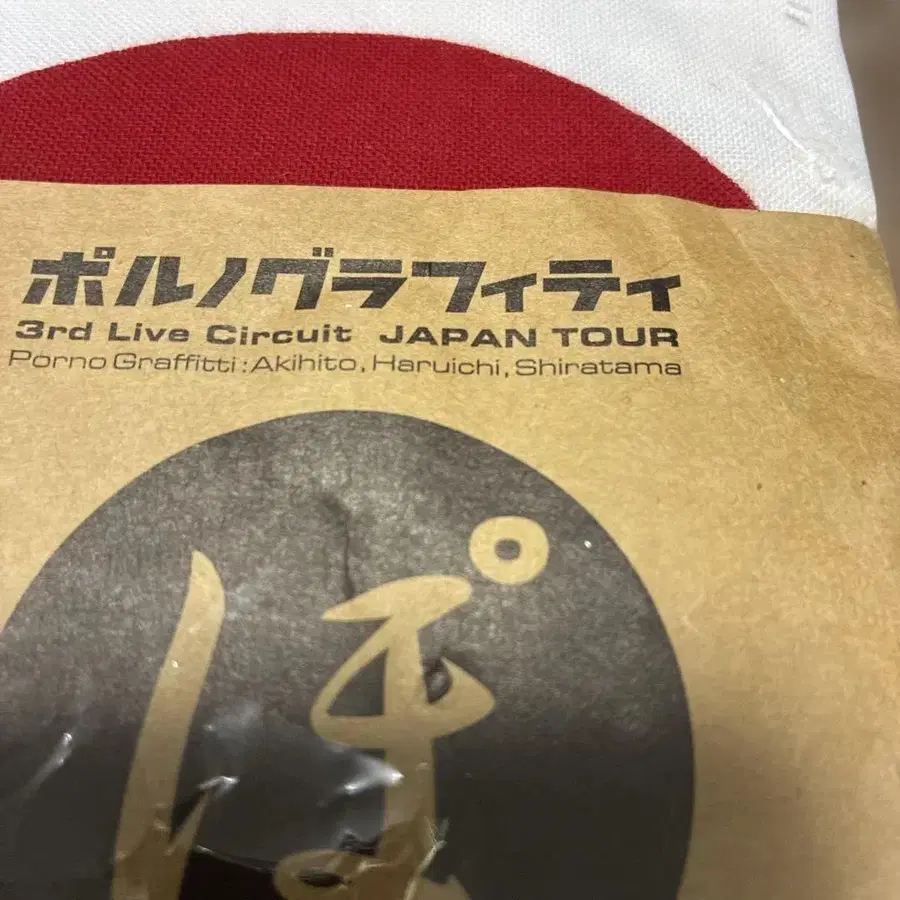 ポルノグラフィティ
3rd Live Circuit JAPAN TOUR
Porno Graffitti:Akihito, Haruichi, Shiratama
ぽ